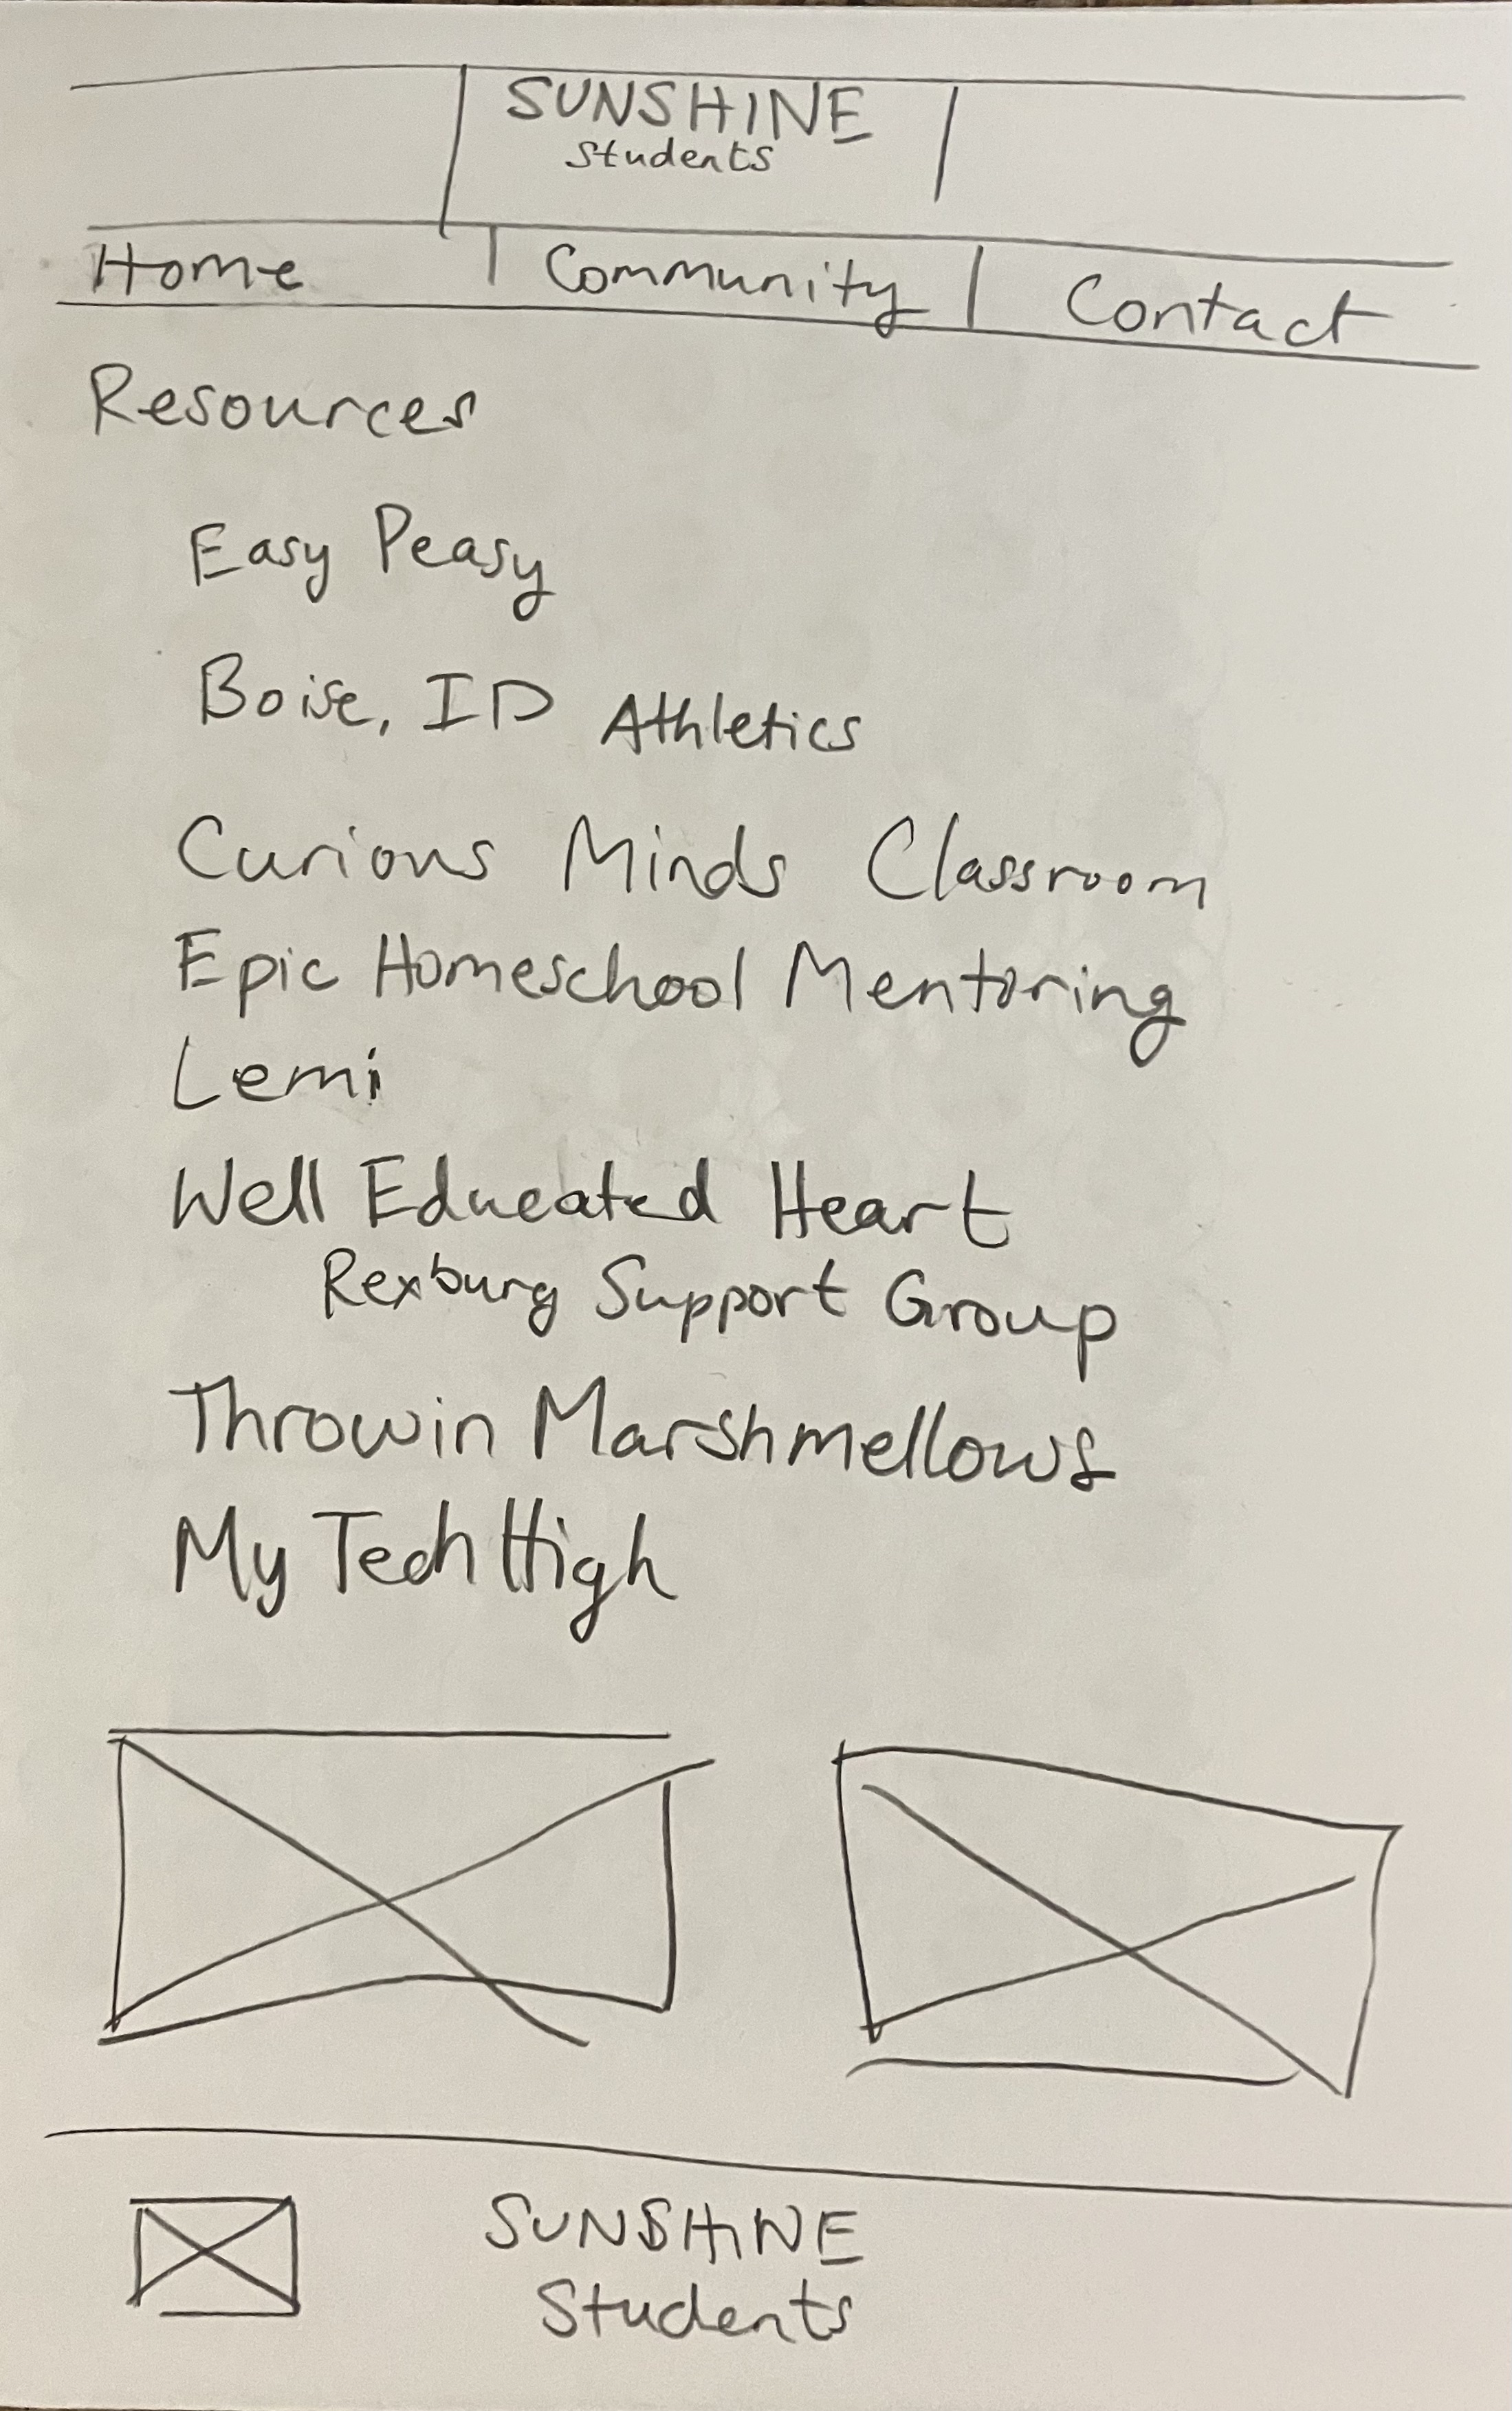 SUNSHINE
Students
Home Community Contact
Resources
Easy Peasy
Boise, ID Athletics
Curious Minds Classroom
Epic Homeschool Mentoring
Lemi
Well Educated Heart
Rexburg Support Group
Throwin Marshmellows
My Tech High
SUNSHINE
Students